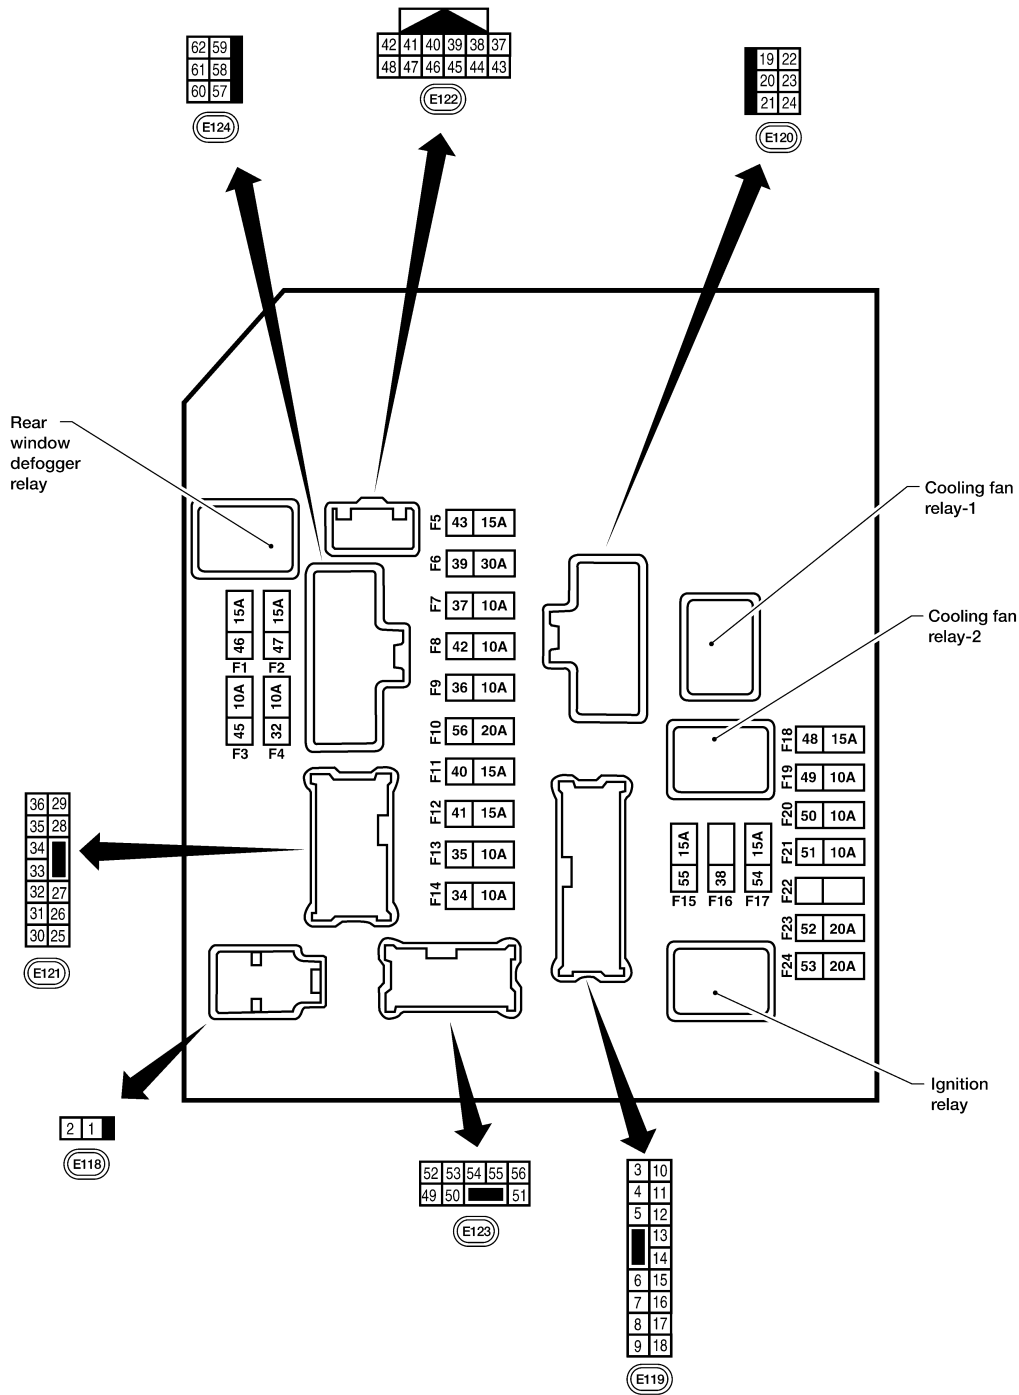 62 59
61 58
60 57
E124
42 41 40 39 38 37
48 47 46 45 44 43
E122
19 22
20 23
21 24
E120
Rear
window
defogger
relay
Cooling fan
relay-1
Cooling fan
relay-2
F5 43 15A
F6 39 30A
F7 37 10A
F8 42 10A
F9 36 10A
F10 56 20A
F11 40 15A
F12 41 15A
F13 35 10A
F14 34 10A
15A 15A
46 47
F1 F2
10A 10A
45 32
F3 F4
F18 48 15A
F19 49 10A
F20 50 10A
F21 51 10A
F22
F23 52 20A
F24 53 20A
15A 15A
55 38 54
F15 F16 F17
36 29
35 28
34
33
32 27
31 26
30 25
E121
Ignition
relay
2 1
E118
52 53 54 55 56
49 50 51
E123
3 10
4 11
5 12
13
14
6 15
7 16
8 17
9 18
E119